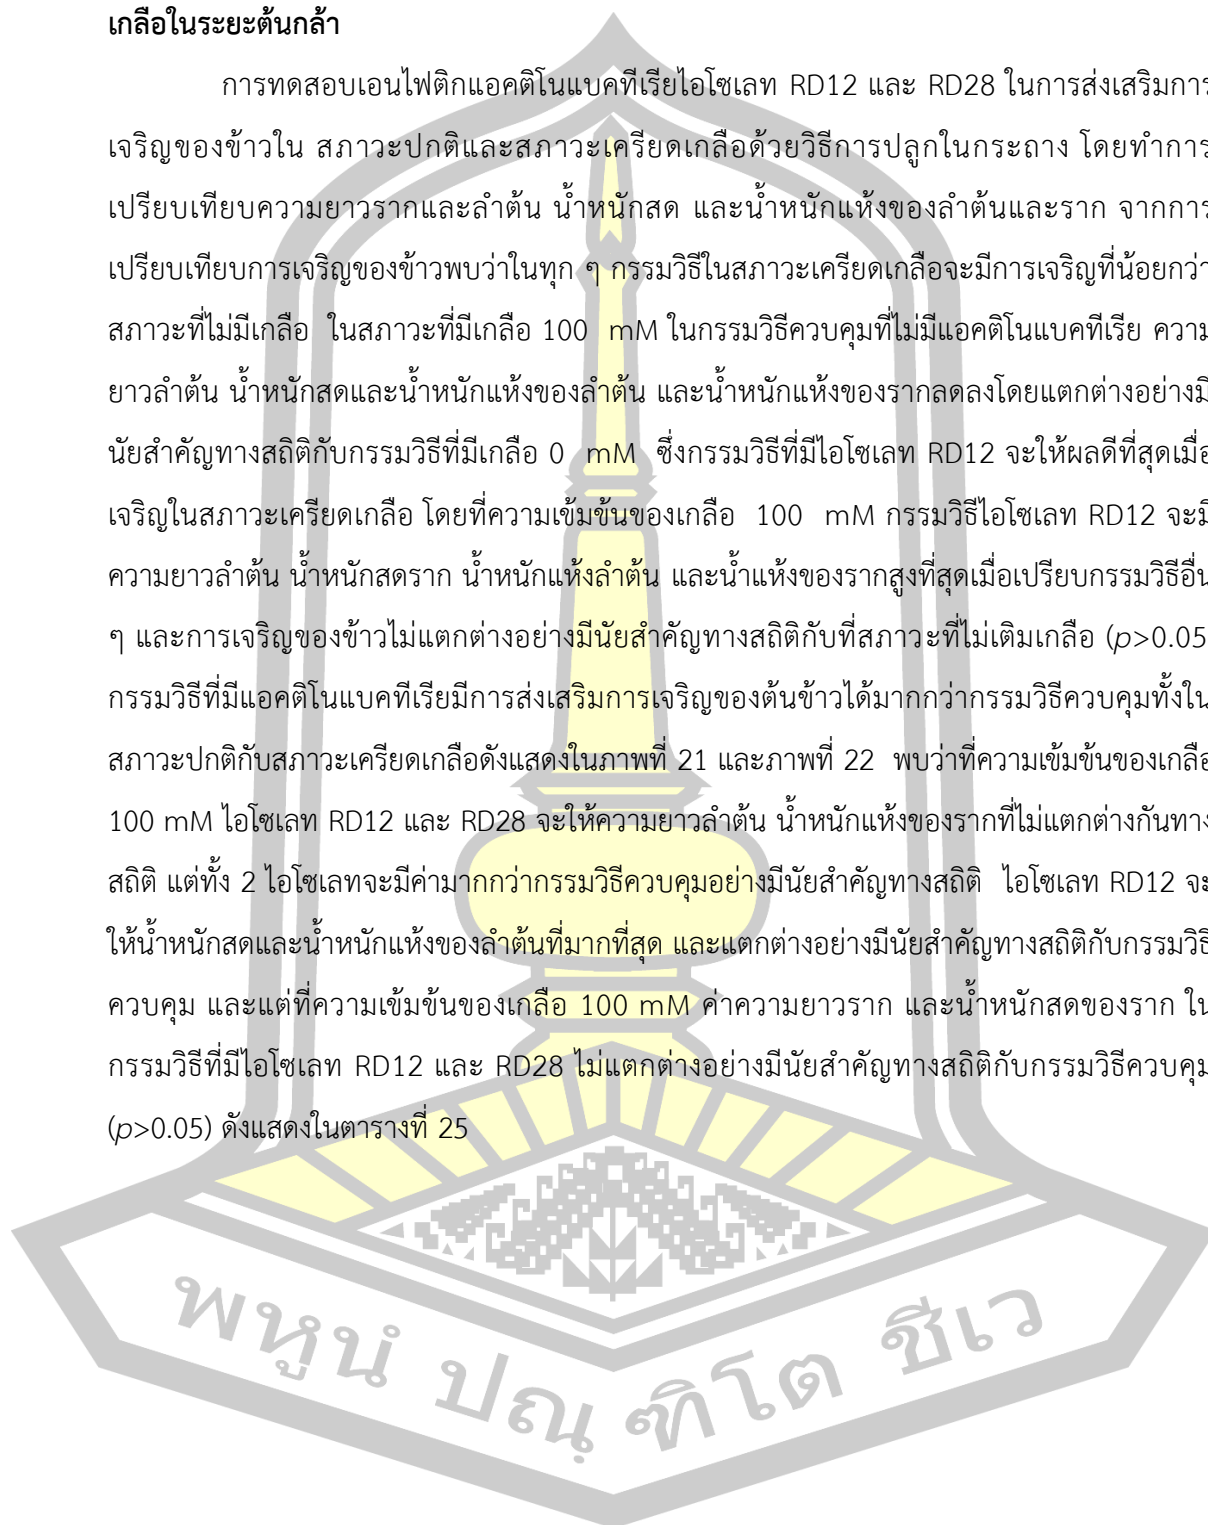 เกลือในระยะต้นกล้า
การทดสอบเอนไฟติกแอคติโนแบคทีเรียไอโซเลท RD12 และ RD28 ในการส่งเสริมการ
เจริญของข้าวใน สภาวะปกติและสภาวะเครียดเกลือด้วยวิธีการปลูกในกระถาง โดยทำการ
เปรียบเทียบความยาวรากและลำต้น น้ำหนักสด และน้ำหนักแห้งของลำต้นและราก จากการ
เปรียบเทียบการเจริญของข้าวพบว่าในทุก ๆ กรรมวิธีในสภาวะเครียดเกลือจะมีการเจริญที่น้อยกว่า
สภาวะที่ไม่มีเกลือ ในสภาวะที่มีเกลือ 100 mM ในกรรมวิธีควบคุมที่ไม่มีแอคติโนแบคทีเรีย ความ
ยาวลำต้น น้ำหนักสดและน้ำหนักแห้งของลำต้น และน้ำหนักแห้งของรากลดลงโดยแตกต่างอย่างมี
นัยสำคัญทางสถิติกับกรรมวิธีที่มีเกลือ 0 mM ซึ่งกรรมวิธีที่มีไอโซเลท RD12 จะให้ผลดีที่สุดเมื่อ
เจริญในสภาวะเครียดเกลือ โดยที่ความเข้มข้นของเกลือ 100 mM กรรมวิธีไอโซเลท RD12 จะมี
ความยาวลำต้น น้ำหนักสดราก น้ำหนักแห้งลำต้น และน้ำแห้งของรากสูงที่สุดเมื่อเปรียบกรรมวิธีอื่น
ๆ และการเจริญของข้าวไม่แตกต่างอย่างมีนัยสำคัญทางสถิติกับที่สภาวะที่ไม่เติมเกลือ (p>0.05
กรรมวิธีที่มีแอคติโนแบคทีเรียมีการส่งเสริมการเจริญของต้นข้าวได้มากกว่ากรรมวิธีควบคุมทั้งใน
สภาวะปกติกับสภาวะเครียดเกลือดังแสดงในภาพที่ 21 และภาพที่ 22 พบว่าที่ความเข้มข้นของเกลือ
100 mM ไอโซเลท RD12 และ RD28 จะให้ความยาวลำต้น น้ำหนักแห้งของรากที่ไม่แตกต่างกันทาง
สถิติ แต่ทั้ง 2 ไอโซเลทจะมีค่ามากกว่ากรรมวิธีควบคุมอย่างมีนัยสำคัญทางสถิติ ไอโซเลท RD12 จะ
ให้น้ำหนักสดและน้ำหนักแห้งของลำต้นที่มากที่สุด และแตกต่างอย่างมีนัยสำคัญทางสถิติกับกรรมวิธี
ควบคุม และแต่ที่ความเข้มข้นของเกลือ 100 mM ค่าความยาวราก และน้ำหนักสดของราก ใน
กรรมวิธีที่มีไอโซเลท RD12 และ RD28 ไม่แตกต่างอย่างมีนัยสำคัญทางสถิติกับกรรมวิธีควบคุม
(p>0.05) ดังแสดงในตารางที่ 25
พหูนํ ปณฺฑิโต ชีเว